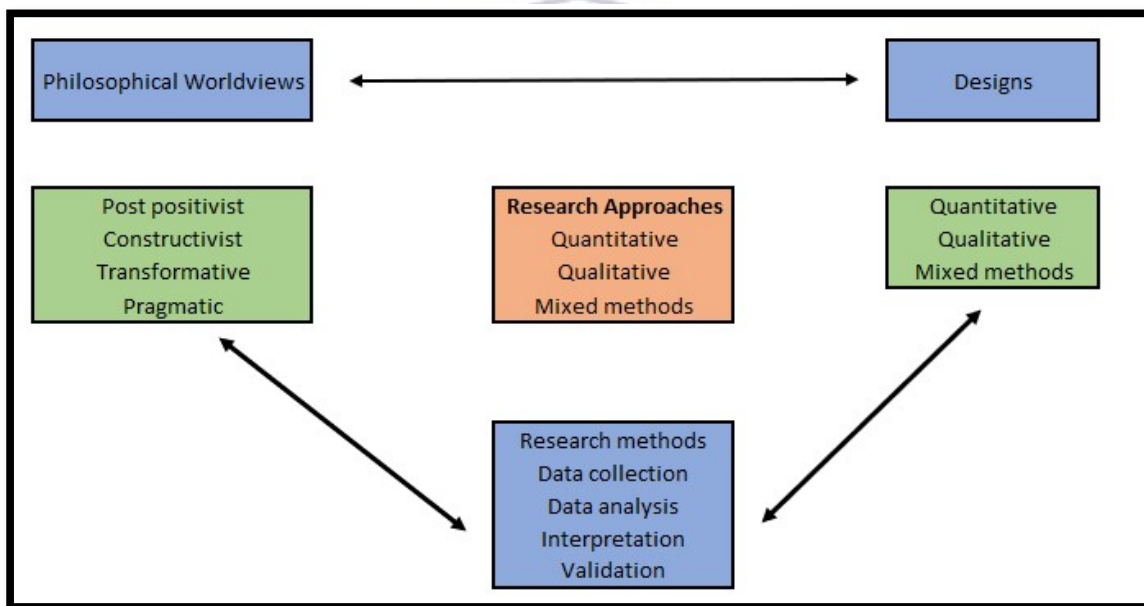 Philosophical Worldviews
Designs
Post positivist
Constructivist
Transformative
Pragmatic
Research Approaches
Quantitative
Qualitative
Mixed methods
Quantitative
Qualitative
Mixed methods
Research methods
Data collection
Data analysis
Interpretation
Validation